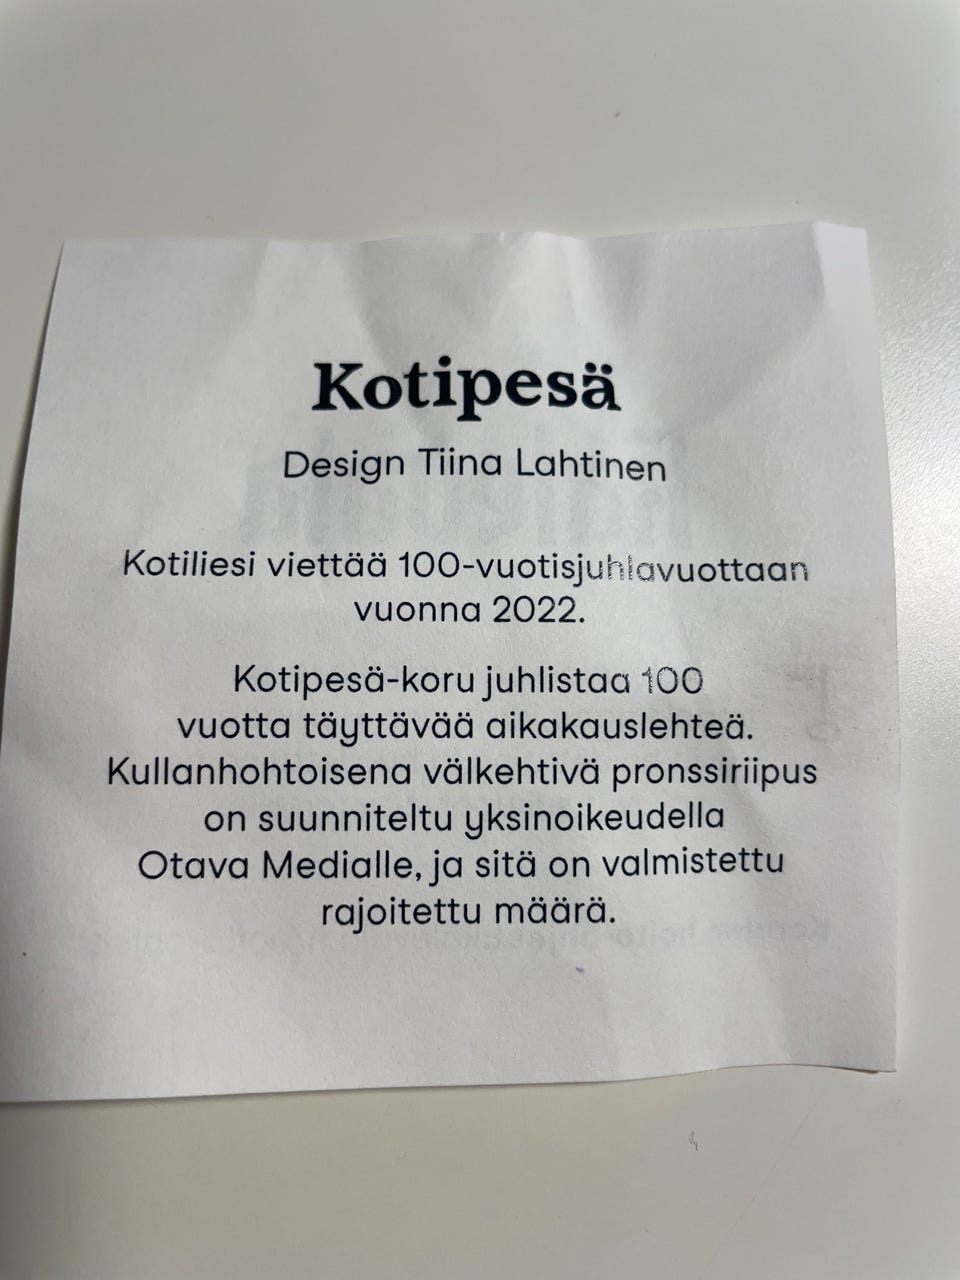 Kotipesä
Design Tiina Lahtinen
Kotiliesi viettää 100-vuotisjuhlavuottaan
vuonna 2022.
Kotipesä-koru juhlistaa 100
vuotta täyttävää aikakauslehteä.
Kullanhohtoisena välkehtivä pronssiriipus
on suunniteltu yksinoikeudella
Otava Medialle, ja sitä on valmistettu
rajoitettu määrä.